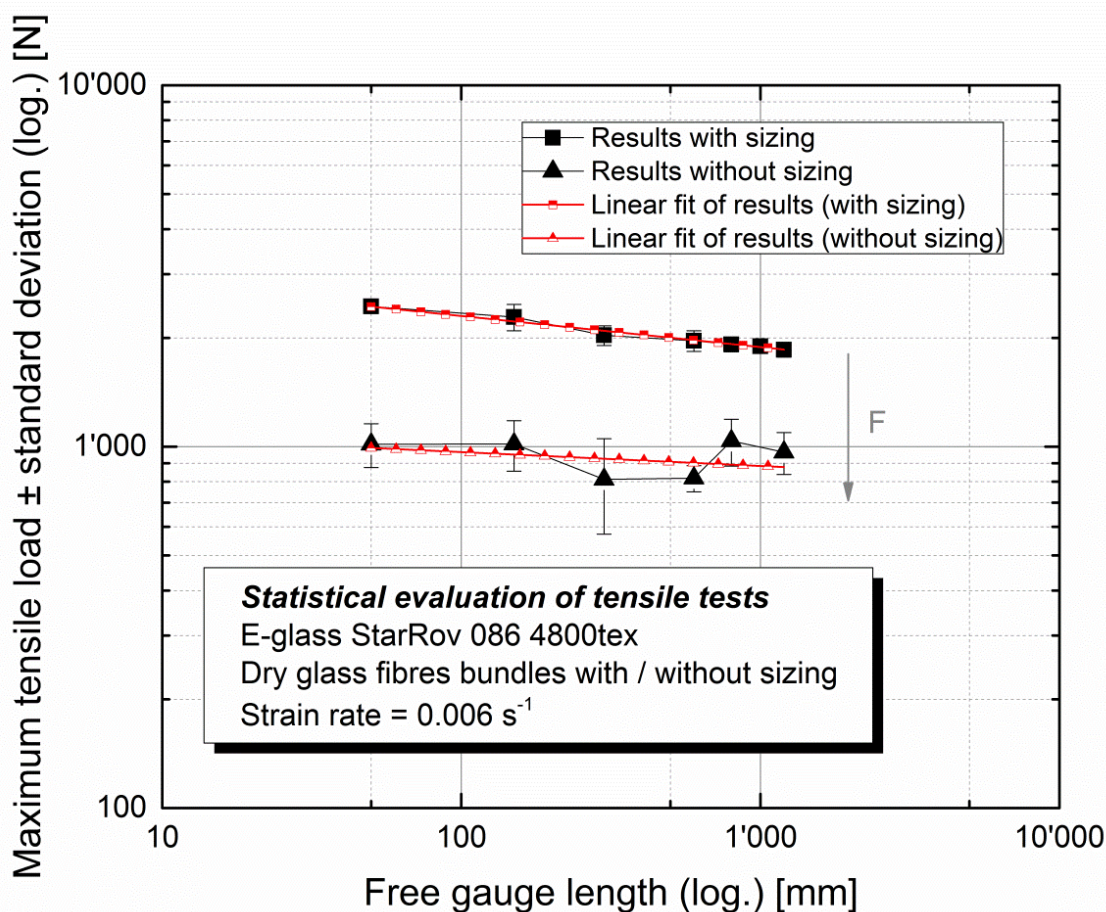 Maximum tensile load ± standard deviation (log.) [N]
10'000
1'000
100
Results with sizing
Results without sizing
Linear fit of results (with sizing)
Linear fit of results (without sizing)
F
Statistical evaluation of tensile tests
E-glass StarRov 086 4800tex
Dry glass fibres bundles with / without sizing
Strain rate = 0.006 s⁻¹
10
100
1'000
10'000
Free gauge length (log.) [mm]